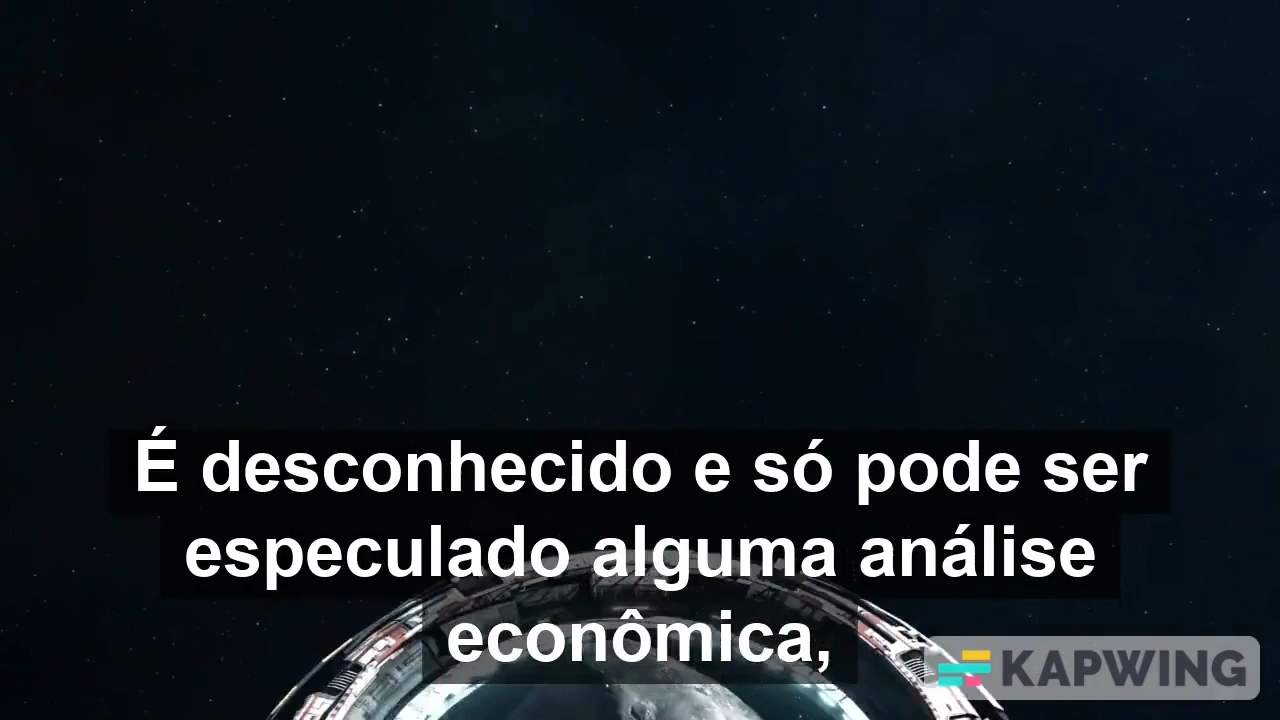 É desconhecido e só pode ser
especulado alguma análise
econômica,
KAPWING